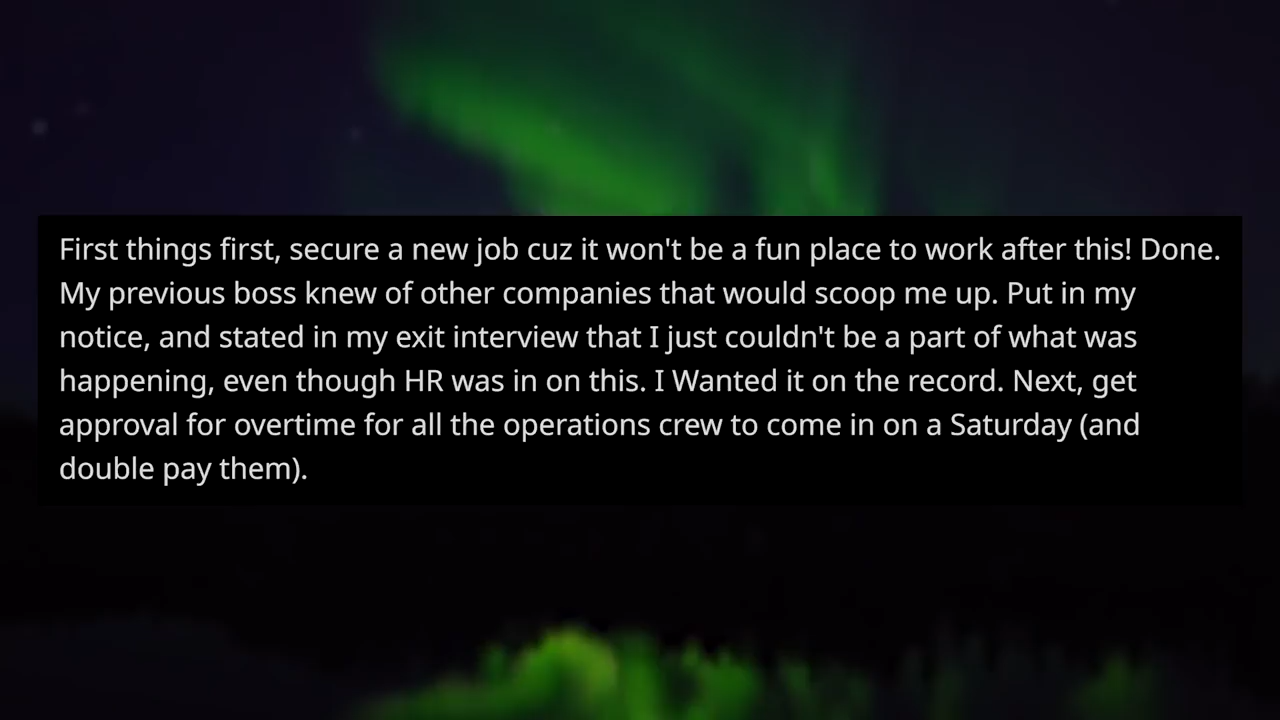 First things first, secure a new job cuz it won't be a fun place to work after this! Done.
My previous boss knew of other companies that would scoop me up. Put in my
notice, and stated in my exit interview that I just couldn't be a part of what was
happening, even though HR was in on this. I Wanted it on the record. Next, get
approval for overtime for all the operations crew to come in on a Saturday (and
double pay them).